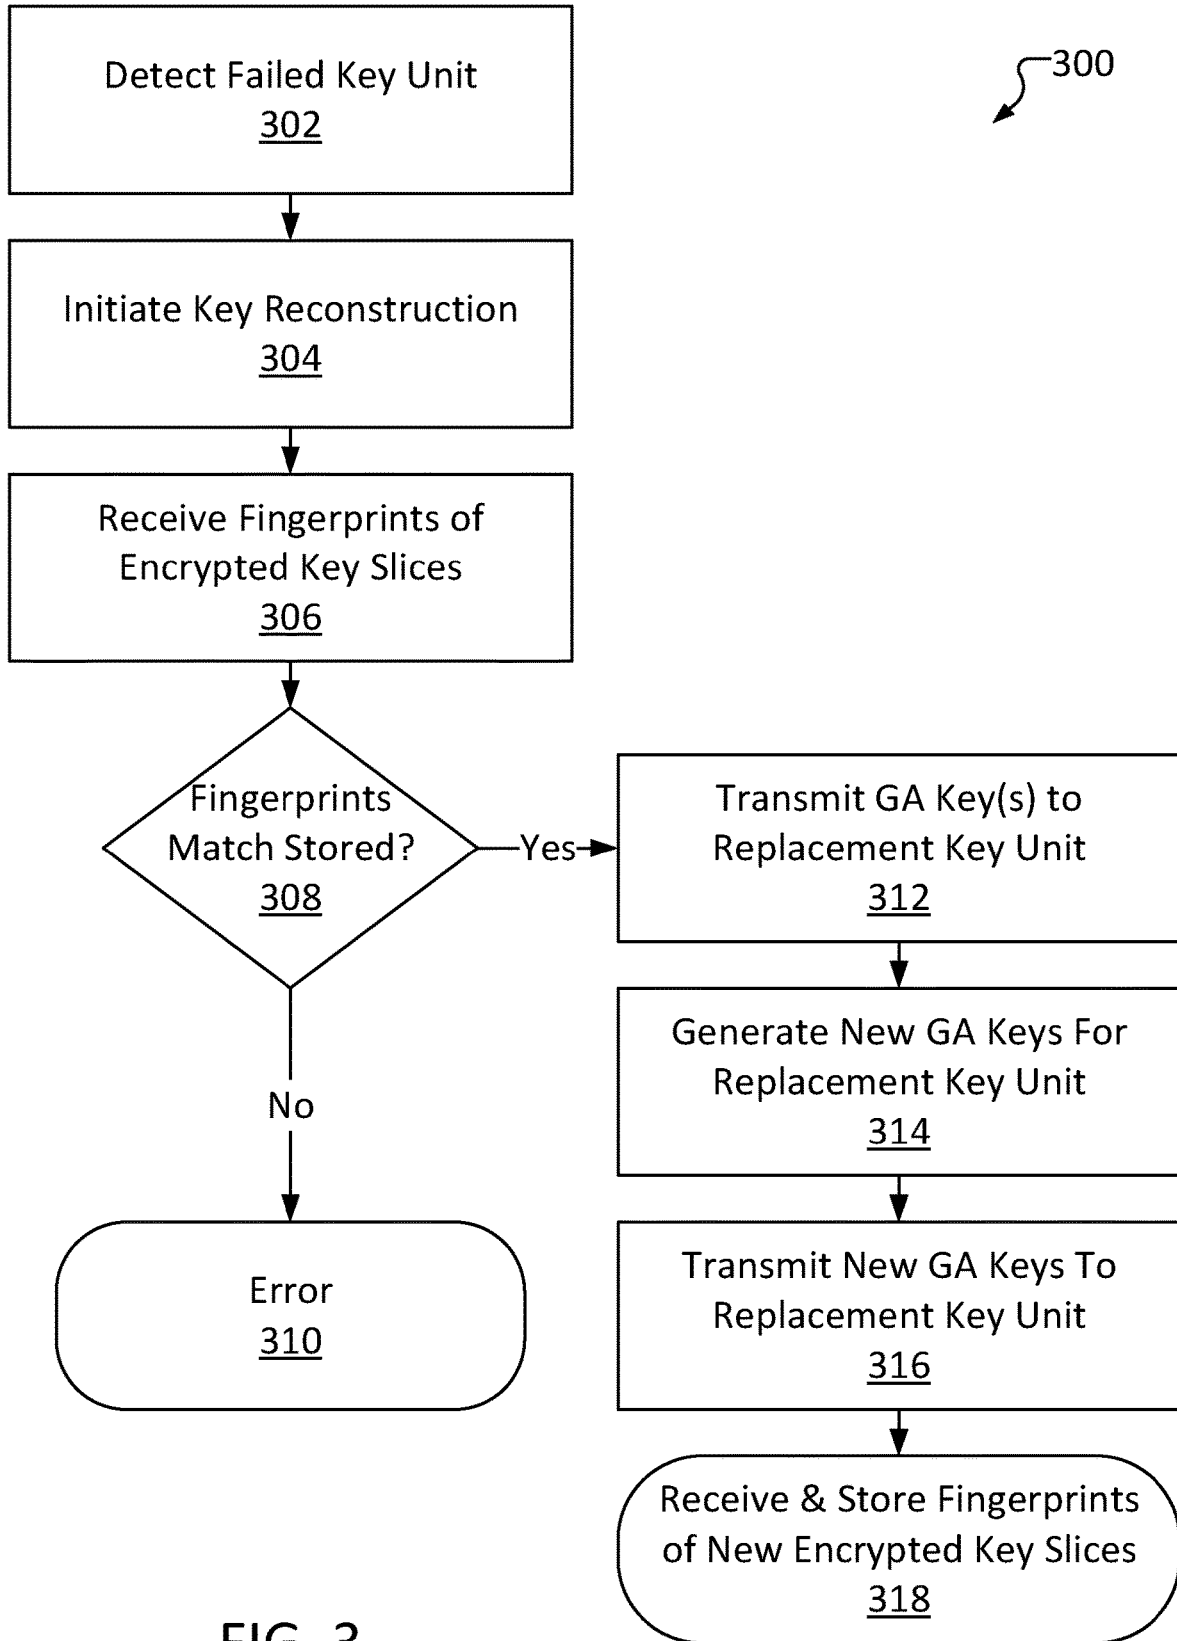 Detect Failed Key Unit
302
300
Initiate Key Reconstruction
304
Receive Fingerprints of
Encrypted Key Slices
306
Fingerprints
Match Stored?
308
Yes
No
Error
310
Transmit GA Key(s) to
Replacement Key Unit
312
Generate New GA Keys For
Replacement Key Unit
314
Transmit New GA Keys To
Replacement Key Unit
316
Receive & Store Fingerprints
of New Encrypted Key Slices
318
FIG. 3